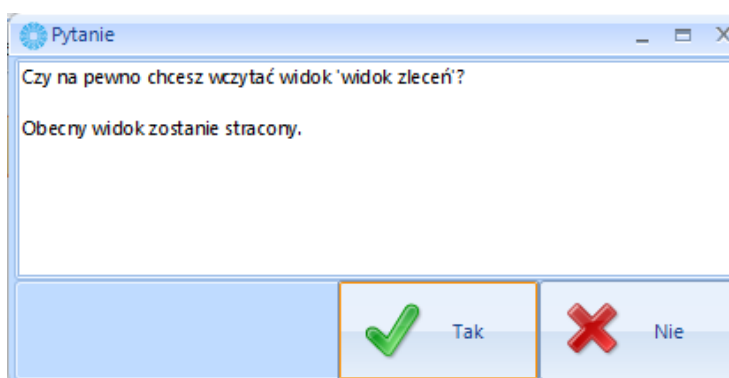 Pytanie
Czy na pewno chcesz wczytać widok 'widok zleceń'?
Obecny widok zostanie stracony.
Tak
Nie